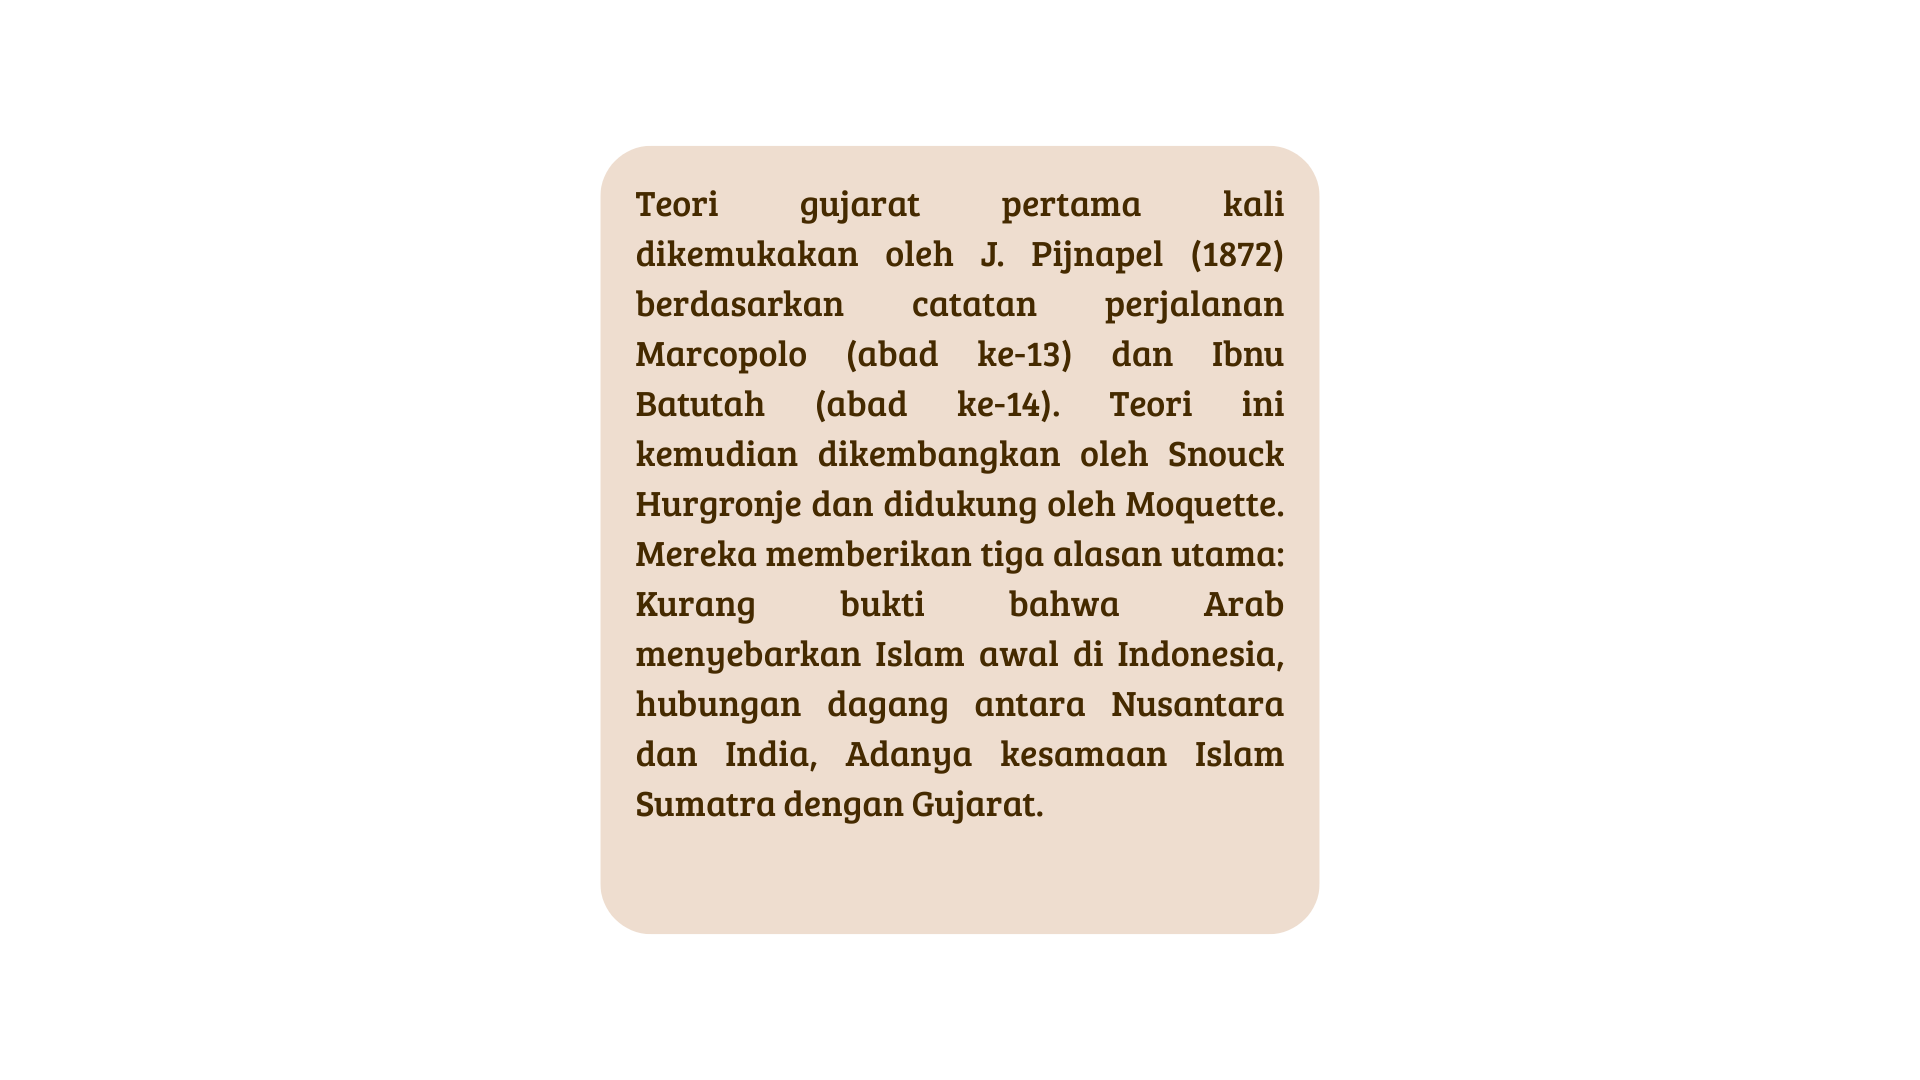 Teori gujarat pertama kali
dikemukakan oleh J. Pijnapel (1872)
berdasarkan catatan perjalanan
Marcopolo (abad ke-13) dan Ibnu
Batutah (abad ke-14). Teori ini
kemudian dikembangkan oleh Snouck
Hurgronje dan didukung oleh Moquette.
Mereka memberikan tiga alasan utama:
Kurang bukti bahwa Arab
menyebarkan Islam awal di Indonesia,
hubungan dagang antara Nusantara
dan India, Adanya kesamaan Islam
Sumatra dengan Gujarat.